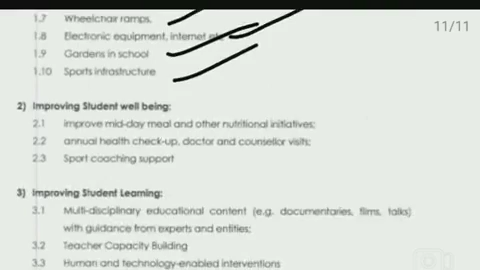 1.7 Wheelchair ramps,
11/11
1.8 Electronic equipment, internet etc
1.9 Gardens in school
1.10 Sports infrastructure
2) Improving Student well being:
2.1 improve mid-day meal and other nutritional initiatives;
2.2 annual health check-up, doctor and counsellor visits;
2.3 Sport coaching support
3) Improving Student Learning:
3.1 Multi-disciplinary educational content (e.g. documentaries, films, talks)
with guidance from experts and entities;
3.2 Teacher Capacity Building
3.3 Human and technology-enabled interventions